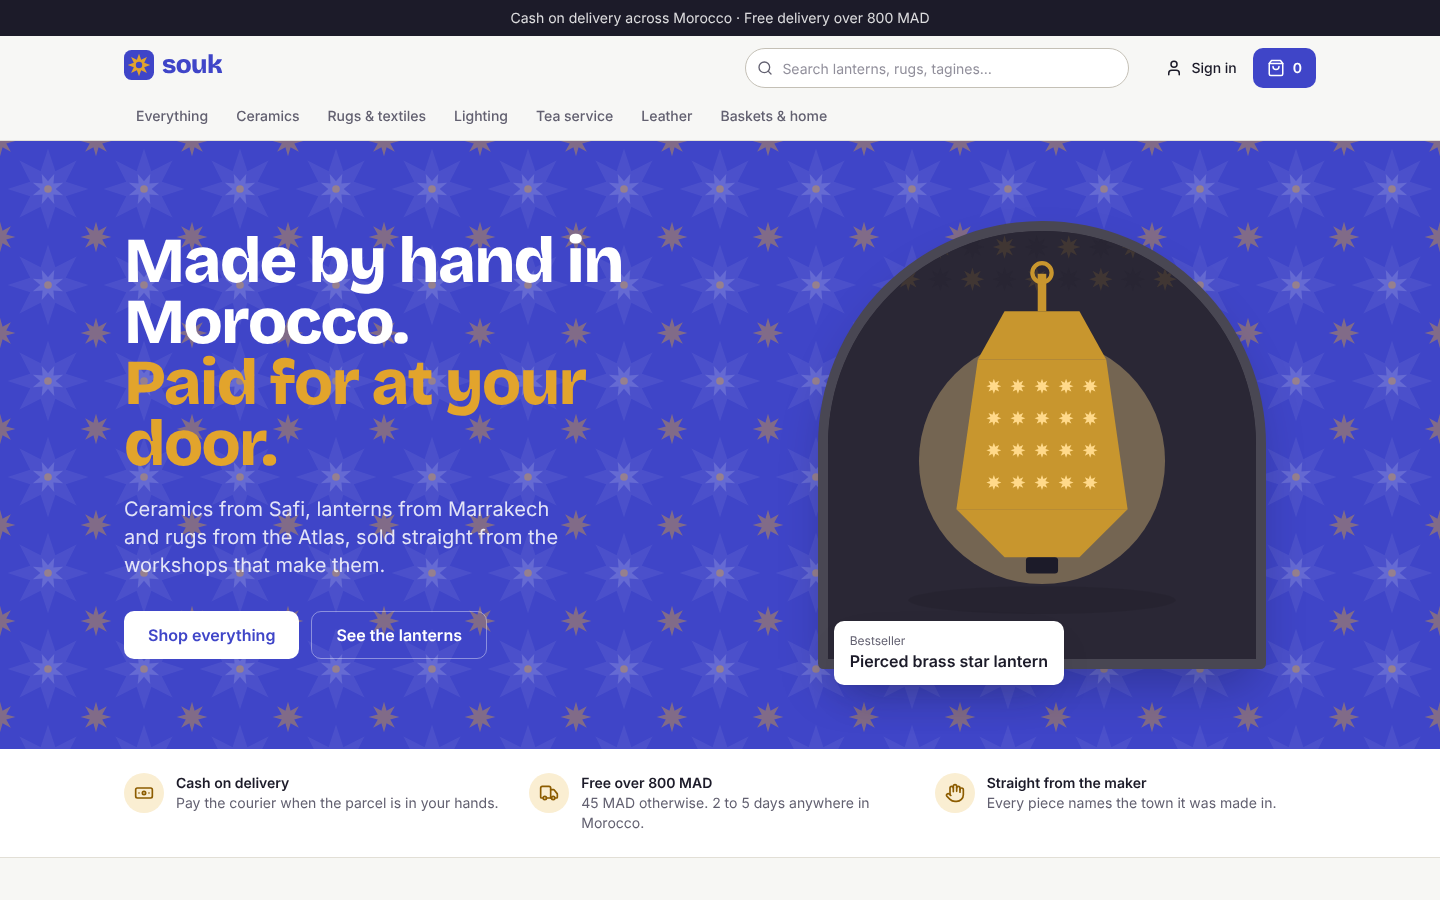 Cash on delivery across Morocco · Free delivery over 800 MAD
souk
Search lanterns, rugs, tagines...
Sign in
0
Everything
Ceramics
Rugs & textiles
Lighting
Tea service
Leather
Baskets & home
Made by hand in
Morocco.
Paid for at your
door.
Ceramics from Safi, lanterns from Marrakech
and rugs from the Atlas, sold straight from the
workshops that make them.
Shop everything
See the lanterns
Bestseller
Pierced brass star lantern
Cash on delivery
Pay the courier when the parcel is in your hands.
Free over 800 MAD
45 MAD otherwise. 2 to 5 days anywhere in
Morocco.
Straight from the maker
Every piece names the town it was made in.